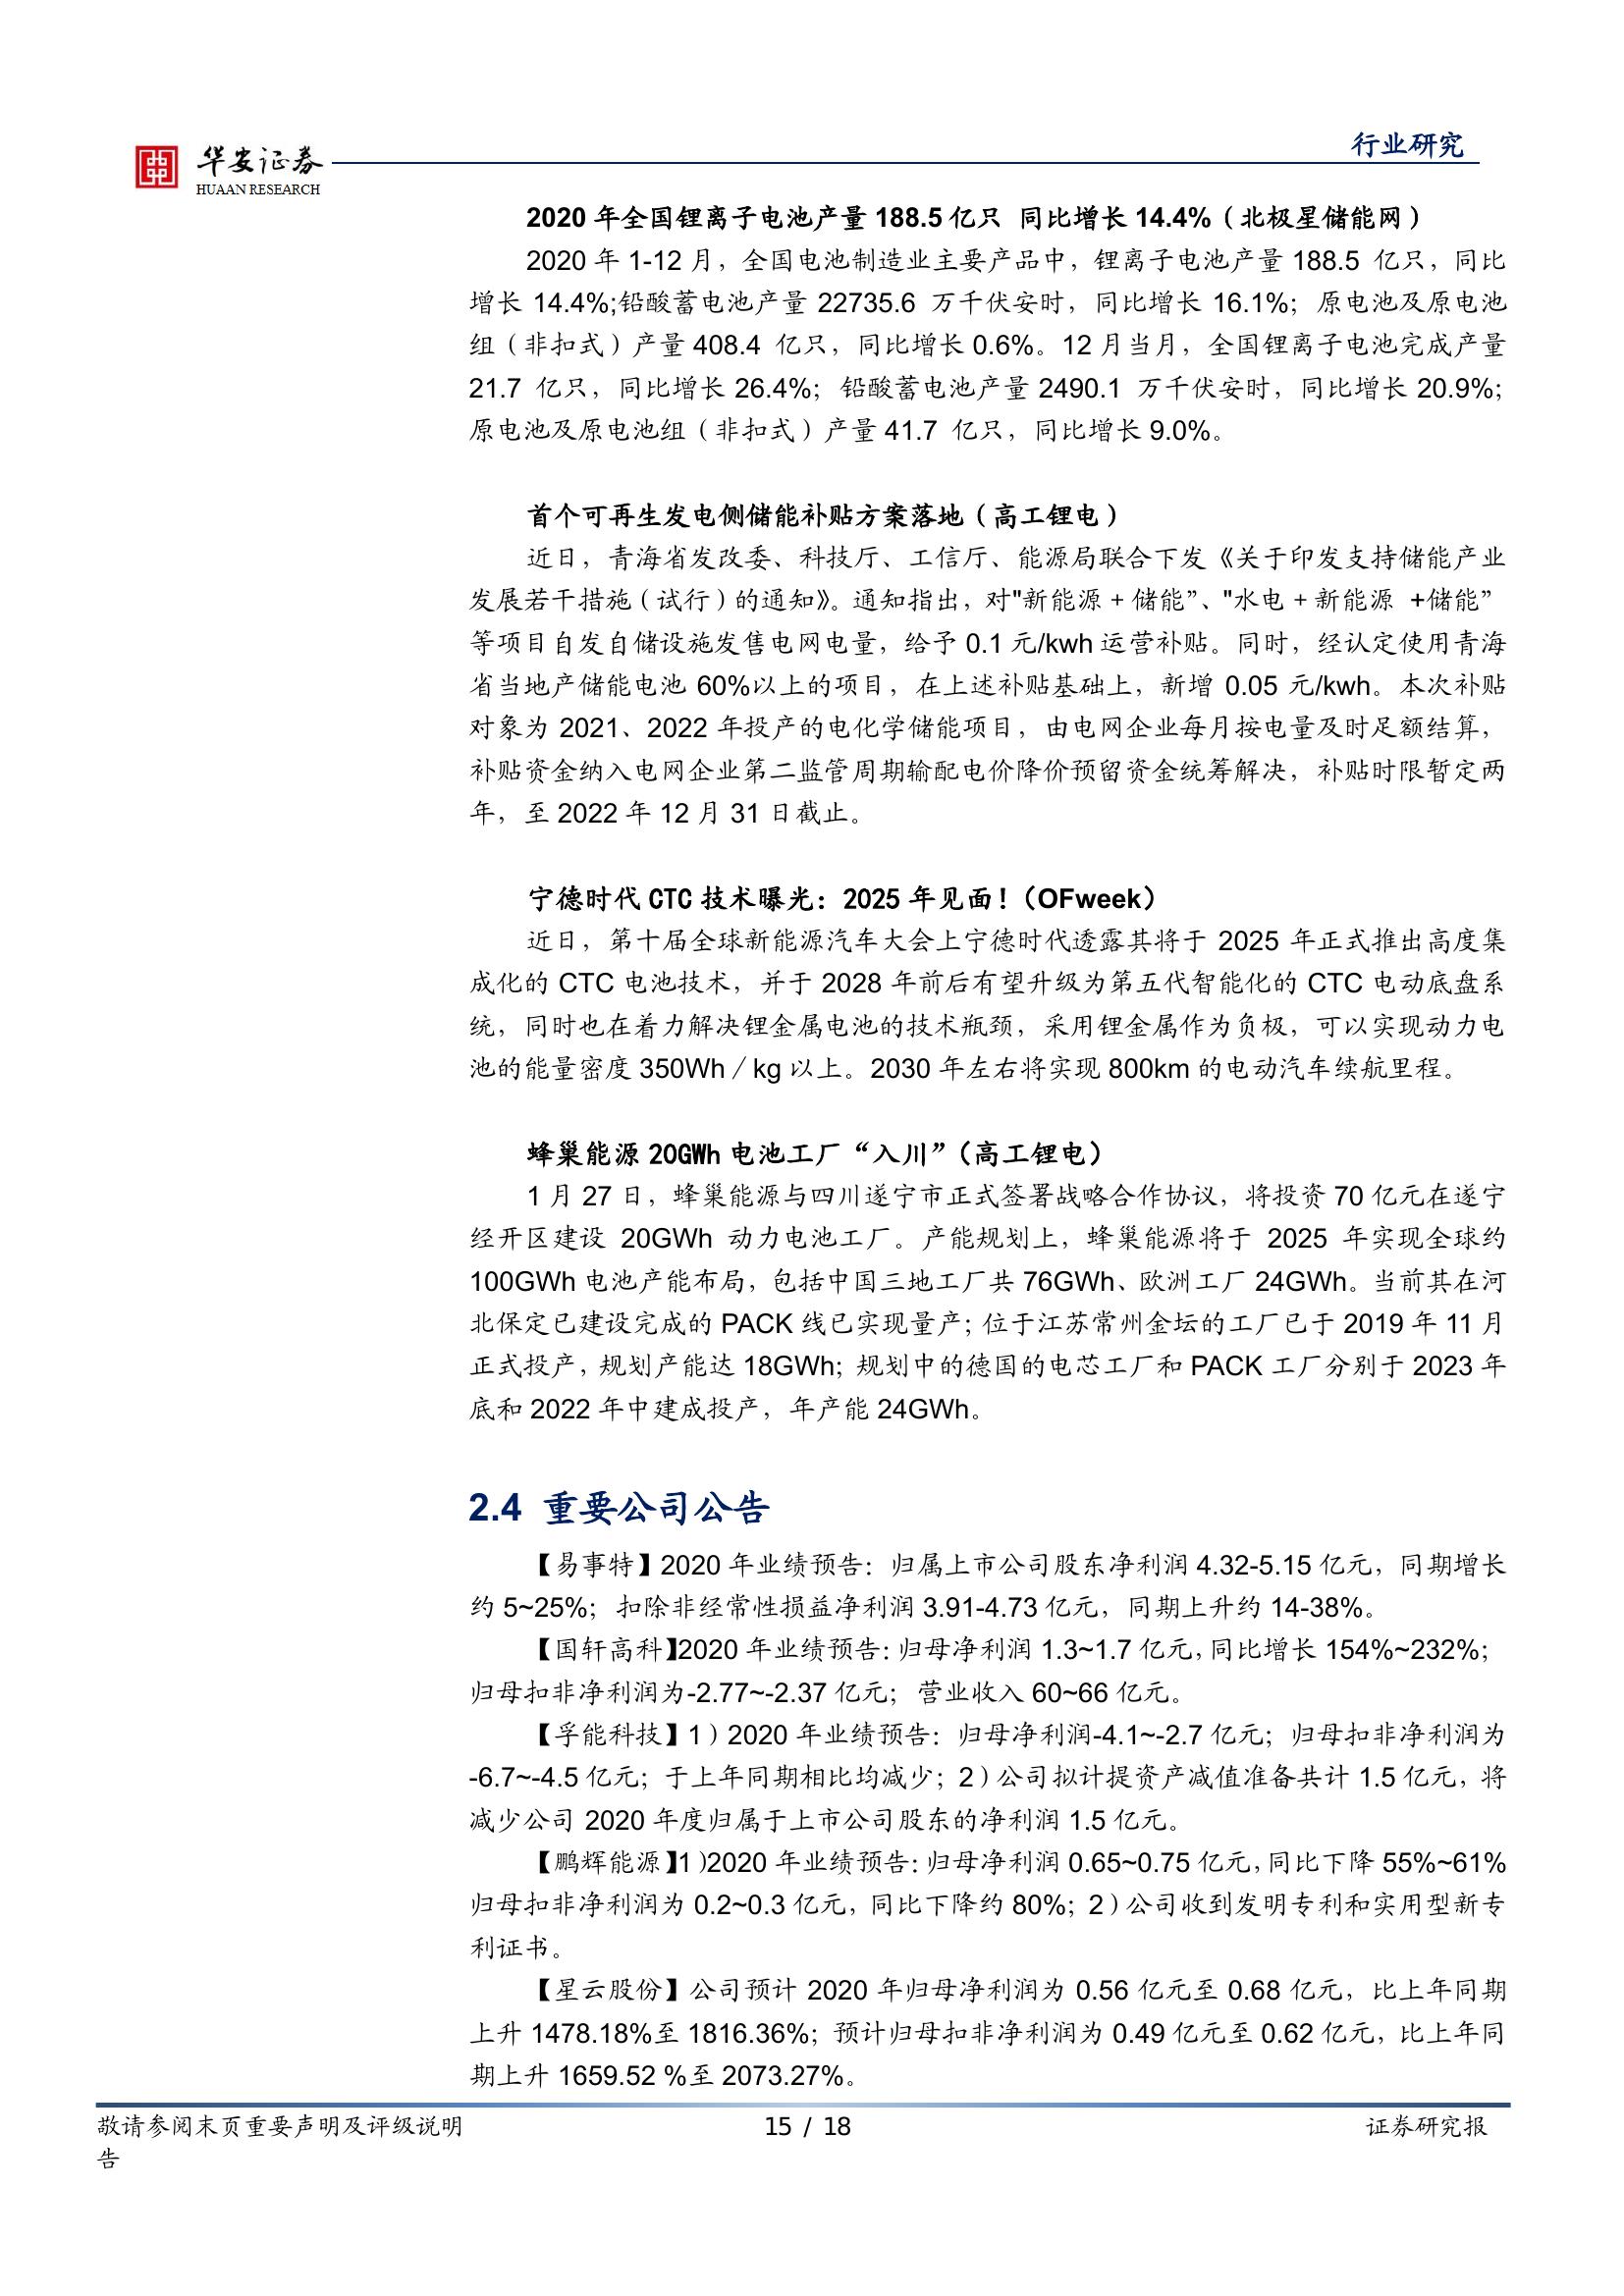 华安证券
HUAAN RESEARCH
行业研究
2020 年全国锂离子电池产量 188.5 亿只 同比增长 14.4%（北极星储能网）
2020 年 1-12 月，全国电池制造业主要产品中，锂离子电池产量 188.5 亿只，同比
增长 14.4%;铅酸蓄电池产量 22735.6 万千伏安时，同比增长 16.1%；原电池及原电池
组（非扣式）产量 408.4 亿只，同比增长 0.6%。12 月当月，全国锂离子电池完成产量
21.7 亿只，同比增长 26.4%；铅酸蓄电池产量 2490.1 万千伏安时，同比增长 20.9%；
原电池及原电池组（非扣式）产量 41.7 亿只，同比增长 9.0%。
首个可再生发电侧储能补贴方案落地（高工锂电）
近日，青海省发改委、科技厅、工信厅、能源局联合下发《关于印发支持储能产业
发展若干措施（试行）的通知》。通知指出，对"新能源＋储能”、"水电＋新能源 +储能”
等项目自发自储设施发售电网电量，给予 0.1 元/kwh 运营补贴。同时，经认定使用青海
省当地产储能电池 60%以上的项目，在上述补贴基础上，新增 0.05 元/kwh。本次补贴
对象为 2021、2022 年投产的电化学储能项目，由电网企业每月按电量及时足额结算，
补贴资金纳入电网企业第二监管周期输配电价降价预留资金统筹解决，补贴时限暂定两
年，至 2022 年 12 月 31 日截止。
宁德时代 CTC 技术曝光：2025 年见面！（OFweek）
近日，第十届全球新能源汽车大会上宁德时代透露其将于 2025 年正式推出高度集
成化的 CTC 电池技术，并于 2028 年前后有望升级为第五代智能化的 CTC 电动底盘系
统，同时也在着力解决锂金属电池的技术瓶颈，采用锂金属作为负极，可以实现动力电
池的能量密度 350Wh／kg 以上。2030 年左右将实现 800km 的电动汽车续航里程。
蜂巢能源 20GWh 电池工厂“入川”（高工锂电）
1 月 27 日，蜂巢能源与四川遂宁市正式签署战略合作协议，将投资 70 亿元在遂宁
经开区建设 20GWh 动力电池工厂。产能规划上，蜂巢能源将于 2025 年实现全球约
100GWh 电池产能布局，包括中国三地工厂共 76GWh、欧洲工厂 24GWh。当前其在河
北保定已建设完成的 PACK 线已实现量产；位于江苏常州金坛的工厂已于 2019 年 11 月
正式投产，规划产能达 18GWh；规划中的德国的电芯工厂和 PACK 工厂分别于 2023 年
底和 2022 年中建成投产，年产能 24GWh。
2.4 重要公司公告
【易事特】2020 年业绩预告：归属上市公司股东净利润 4.32-5.15 亿元，同期增长
约 5~25%；扣除非经常性损益净利润 3.91-4.73 亿元，同期上升约 14-38%。
【国轩高科】2020 年业绩预告：归母净利润 1.3~1.7 亿元，同比增长 154%~232%；
归母扣非净利润为-2.77~-2.37 亿元；营业收入 60~66 亿元。
【孚能科技】1）2020 年业绩预告：归母净利润-4.1~-2.7 亿元；归母扣非净利润为
-6.7~-4.5 亿元；于上年同期相比均减少；2）公司拟计提资产减值准备共计 1.5 亿元，将
减少公司 2020 年度归属于上市公司股东的净利润 1.5 亿元。
【鹏辉能源】1）2020 年业绩预告：归母净利润 0.65~0.75 亿元，同比下降 55%~61%
归母扣非净利润为 0.2~0.3 亿元，同比下降约 80%；2）公司收到发明专利和实用型新专
利证书。
【星云股份】公司预计 2020 年归母净利润为 0.56 亿元至 0.68 亿元，比上年同期
上升 1478.18%至 1816.36%；预计归母扣非净利润为 0.49 亿元至 0.62 亿元，比上年同
期上升 1659.52 %至 2073.27%。
敬请参阅末页重要声明及评级说明 15 / 18 证券研究报
告